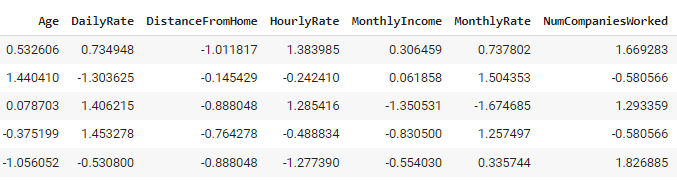 Age DailyRate DistanceFromHome HourlyRate MonthlyIncome MonthlyRate NumCompaniesWorked
0.532606 0.734948 -1.011817 1.383985 0.306459 0.737802 1.669283
1.440410 -1.303625 -0.145429 -0.242410 0.061858 1.504353 -0.580566
0.078703 1.406215 -0.888048 1.285416 -1.350531 -1.674685 1.293359
-0.375199 1.453278 -0.764278 -0.488834 -0.830500 1.257497 -0.580566
-1.056052 -0.530800 -0.888048 -1.277390 -0.554030 0.335744 1.826885